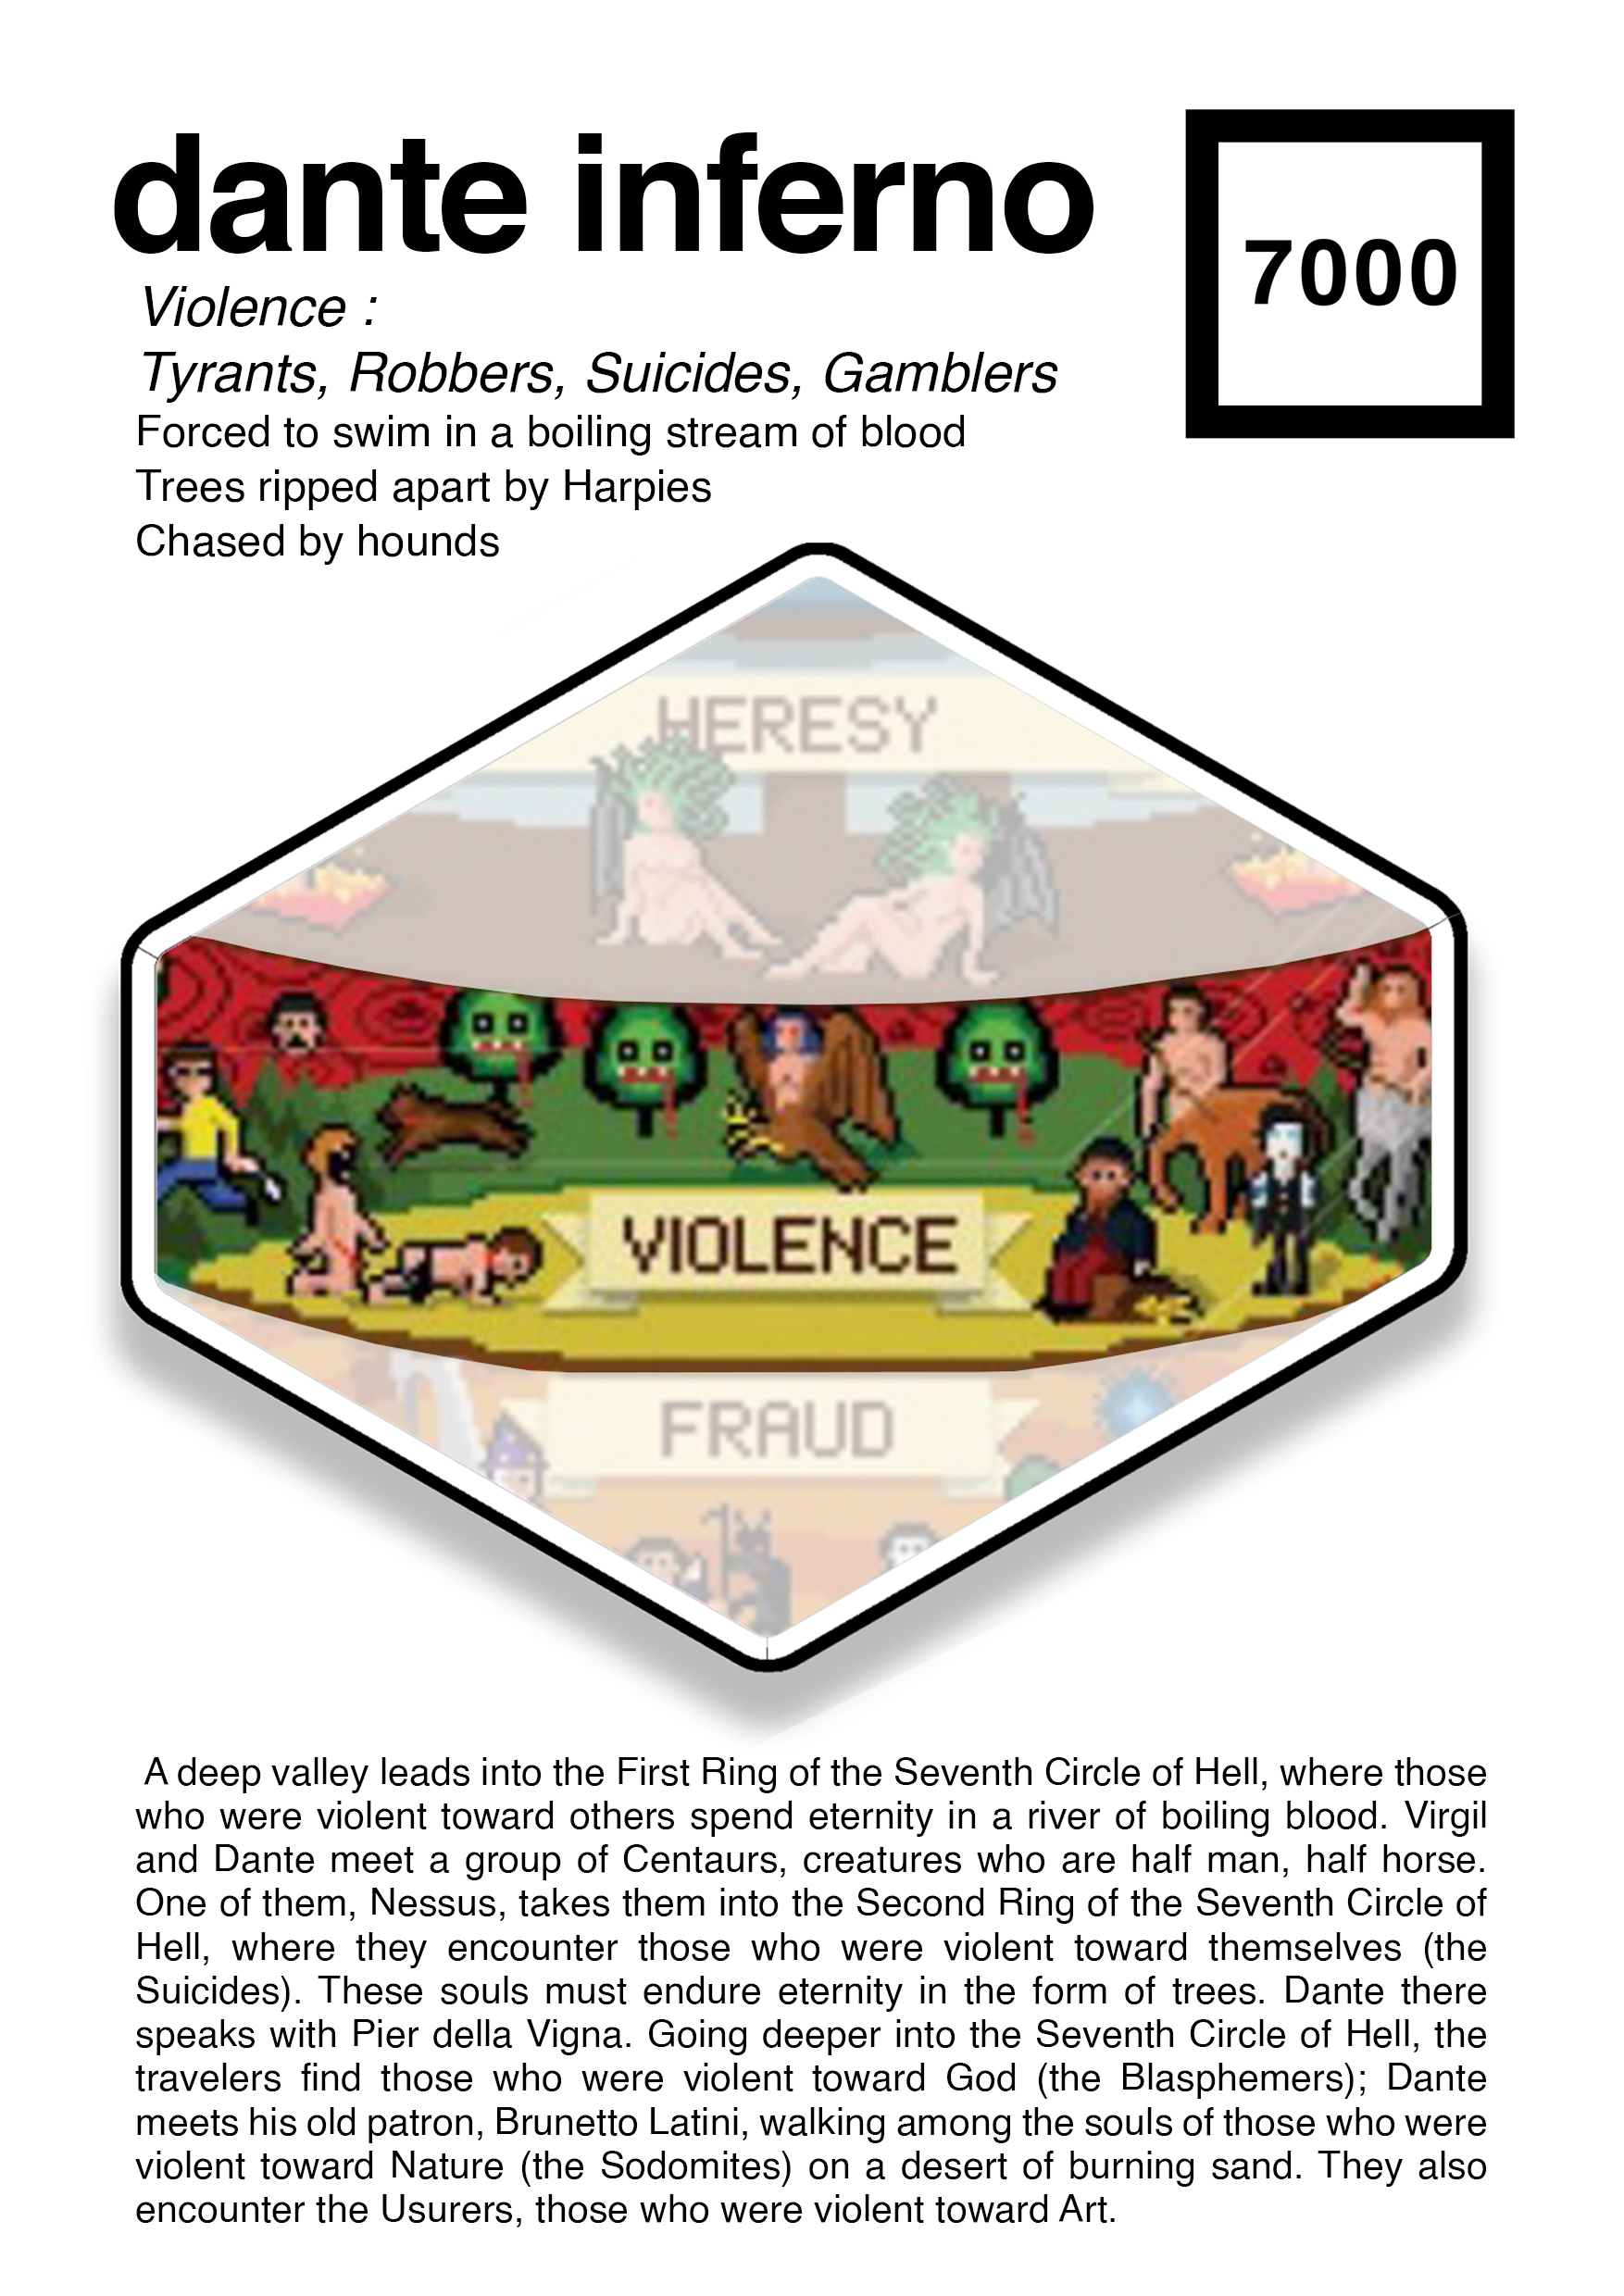 dante inferno
7000
Violence :
Tyrants, Robbers, Suicides, Gamblers
Forced to swim in a boiling stream of blood
Trees ripped apart by Harpies
Chased by hounds
HERESY
VIOLENCE
FRAUD
A deep valley leads into the First Ring of the Seventh Circle of Hell, where those
who were violent toward others spend eternity in a river of boiling blood. Virgil
and Dante meet a group of Centaurs, creatures who are half man, half horse.
One of them, Nessus, takes them into the Second Ring of the Seventh Circle of
Hell, where they encounter those who were violent toward themselves (the
Suicides). These souls must endure eternity in the form of trees. Dante there
speaks with Pier della Vigna. Going deeper into the Seventh Circle of Hell, the
travelers find those who were violent toward God (the Blasphemers); Dante
meets his old patron, Brunetto Latini, walking among the souls of those who were
violent toward Nature (the Sodomites) on a desert of burning sand. They also
encounter the Usurers, those who were violent toward Art.